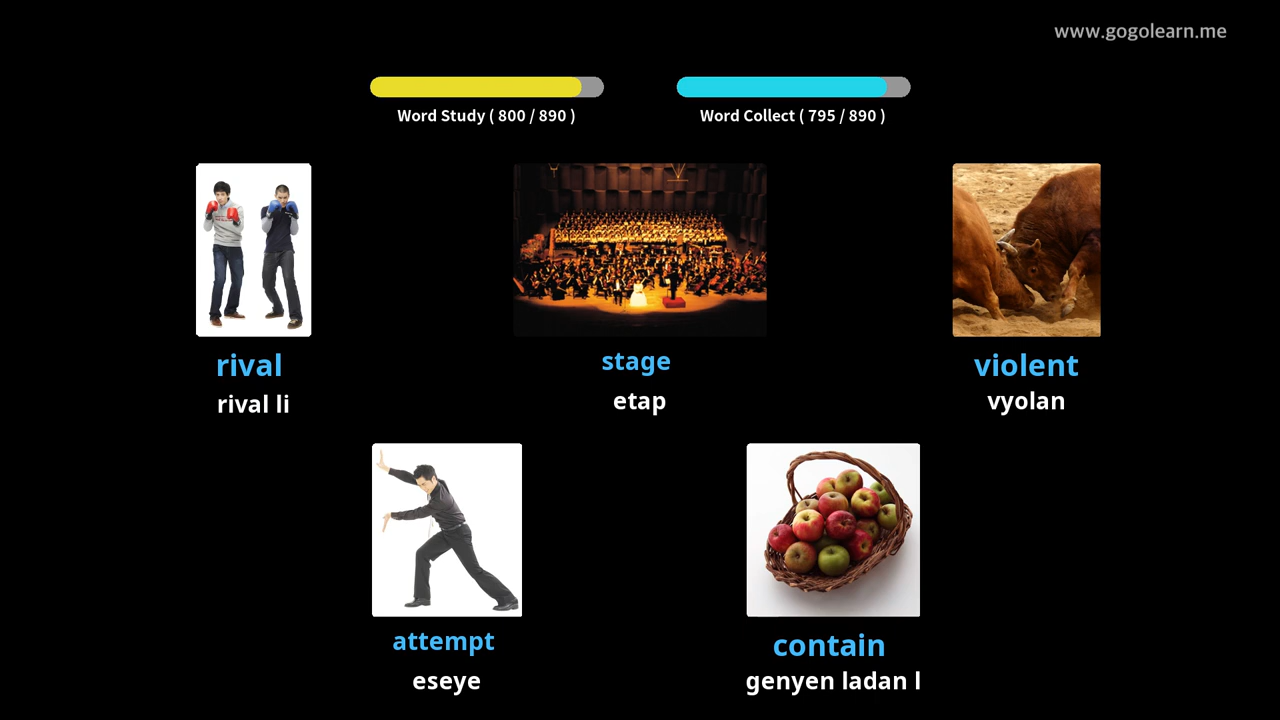 www.gogolearn.me
Word Study ( 800 / 890 )
Word Collect ( 795 / 890 )
rival
rival li
stage
etap
violent
vyolan
attempt
eseye
contain
genyen ladan l